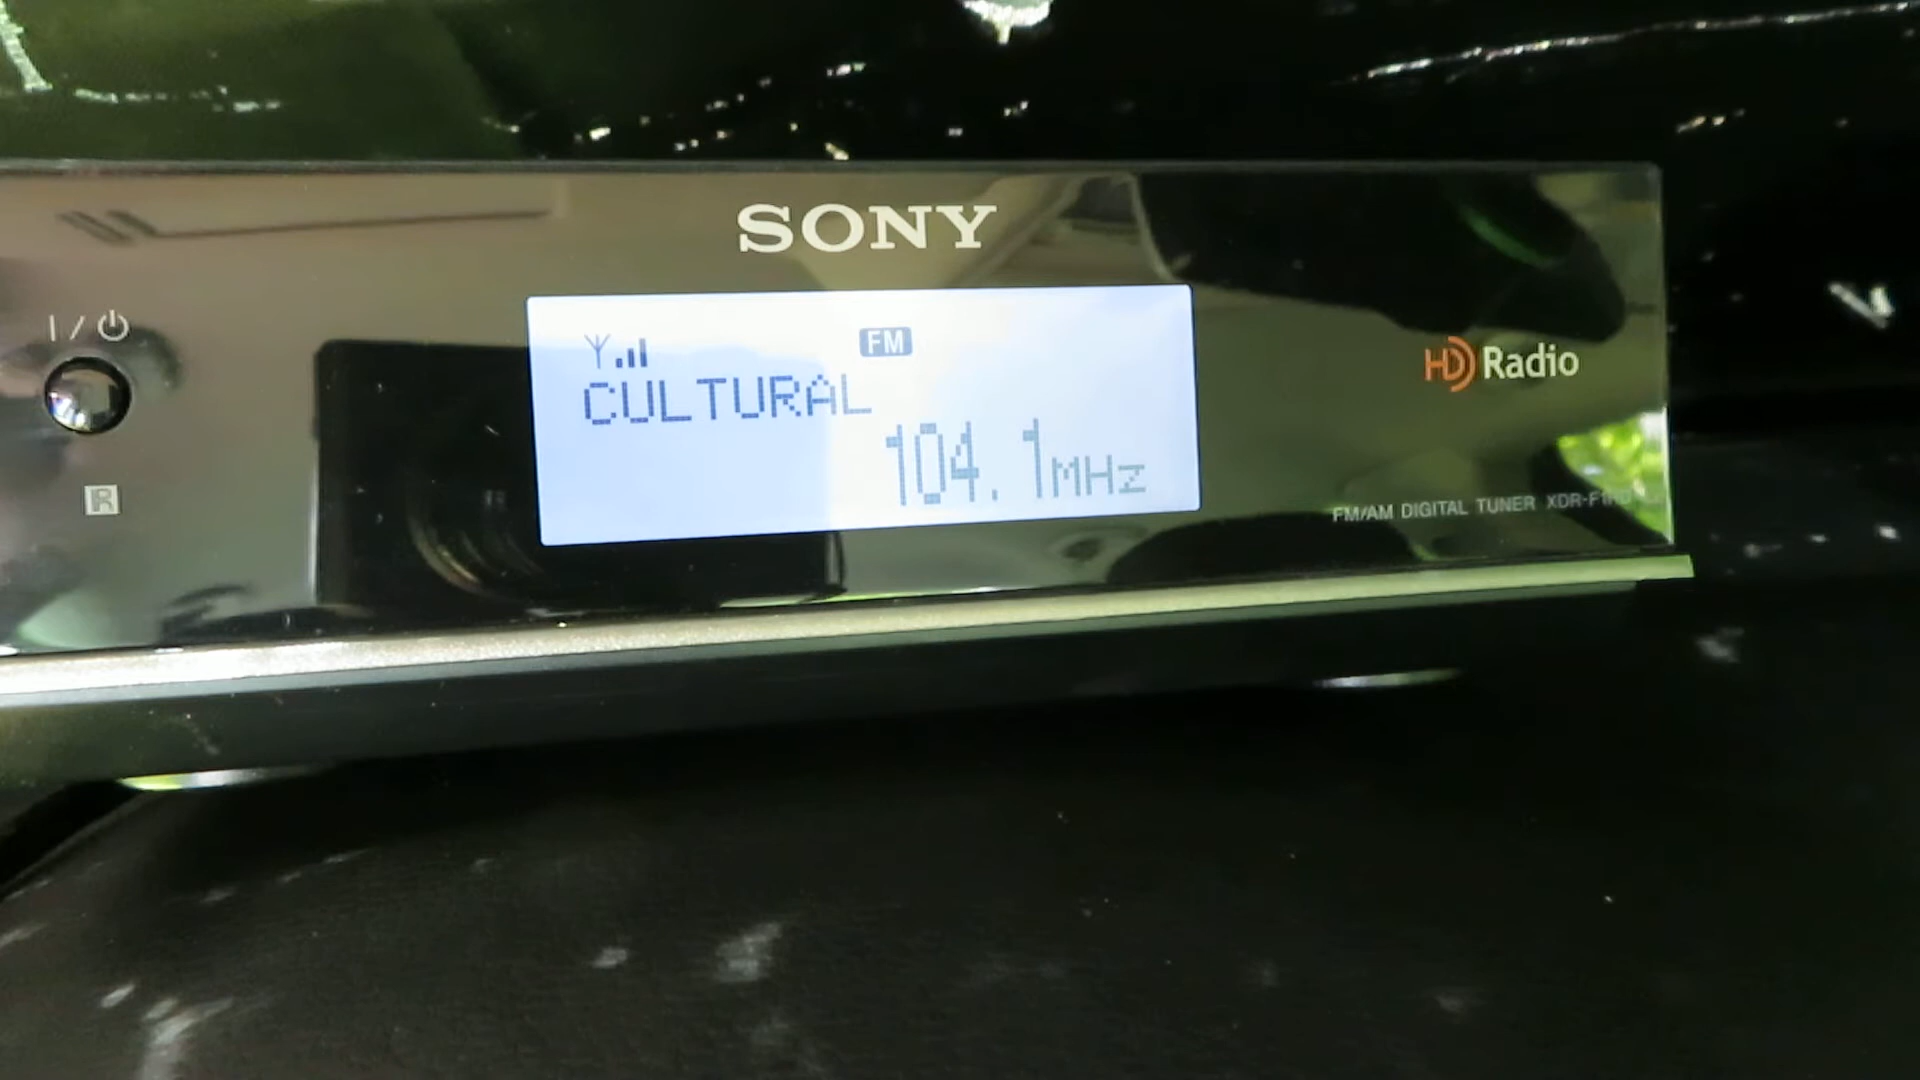 SONY
I/⏻
FM
CULTURAL
104.1MHz
HD Radio
R
FM/AM DIGITAL TUNER